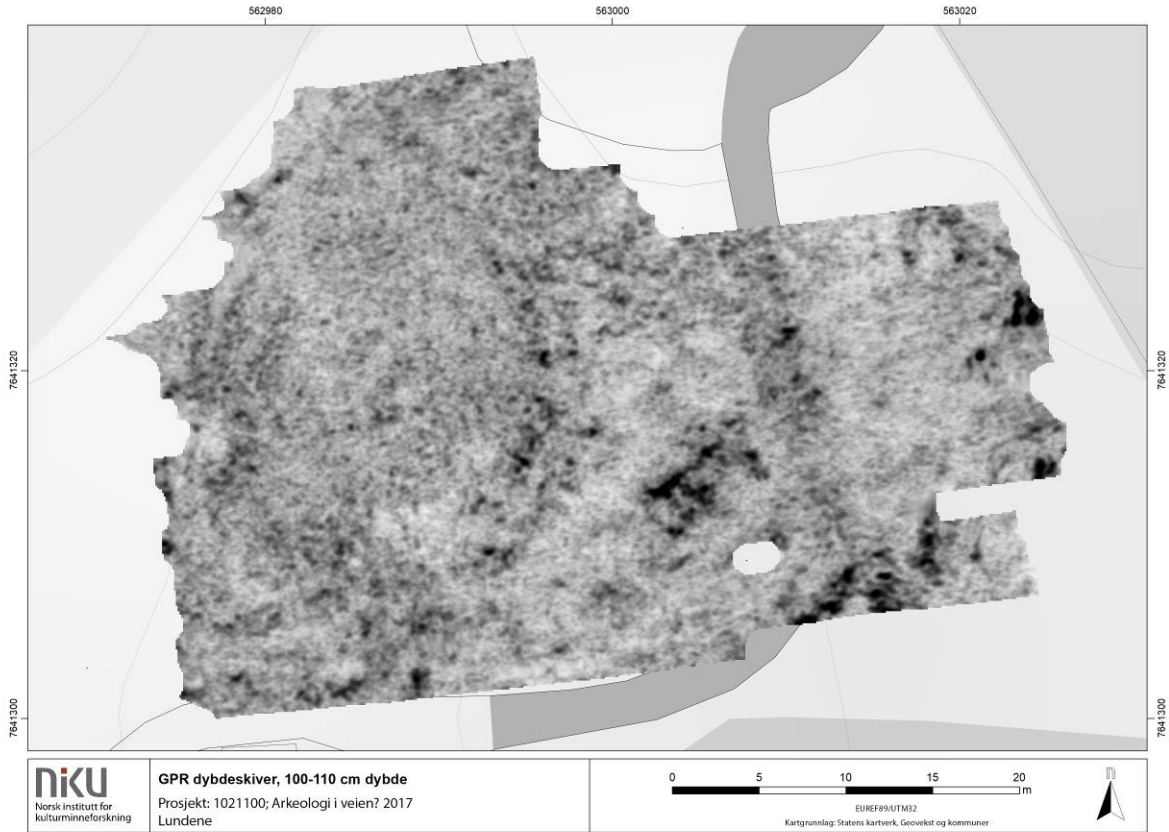 562980
563000
563020
7641320
7641320
7641300
7641300
niku
Norsk institutt for
kulturminneforskning
GPR dybdeskiver, 100-110 cm dybde
Prosjekt: 1021100; Arkeologi i veien? 2017
Lundene
0 5 10 15 20
m
EUREF89/UTM32
Kartgrunnlag: Statens kartverk, Geovekst og kommuner
n